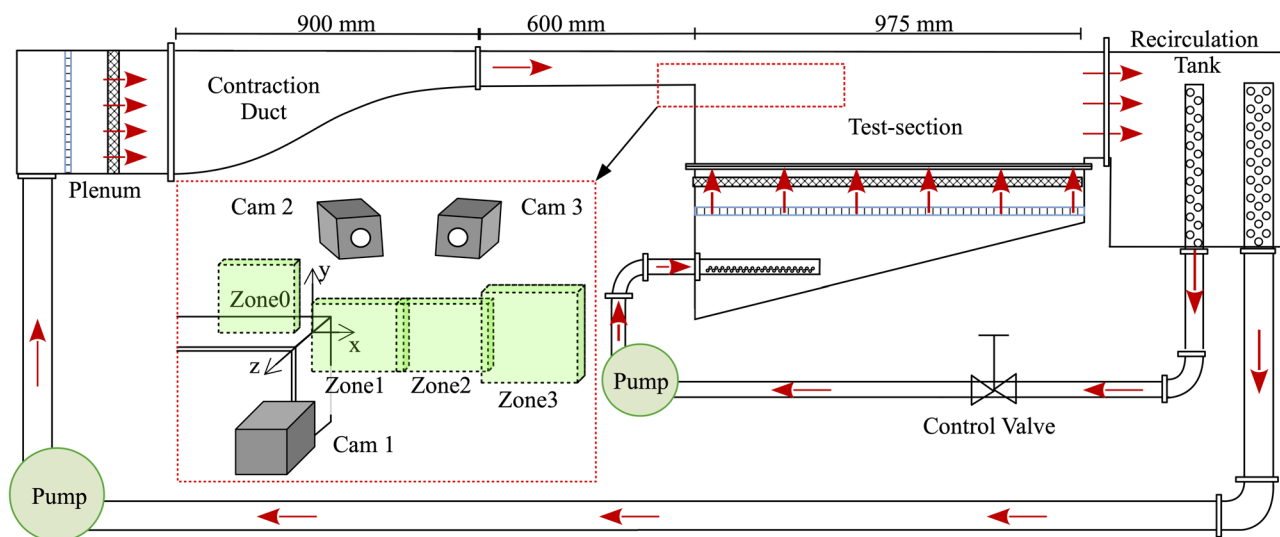 900 mm
600 mm
975 mm
Recirculation
Tank
Contraction
Duct
Test-section
Plenum
Cam 2
Cam 3
Zone0
y
x
z
Zone1
Zone2
Zone3
Cam 1
Pump
Control Valve
Pump